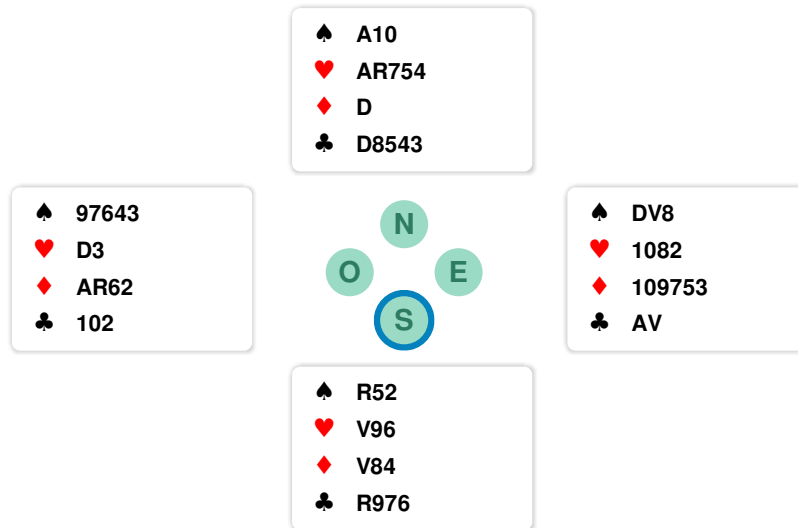 ♠ A10
♥ AR754
♦ D
♣ D8543
♠ 97643
♥ D3
♦ AR62
♣ 102
N
O E
S
♠ DV8
♥ 1082
♦ 109753
♣ AV
♠ R52
♥ V96
♦ V84
♣ R976